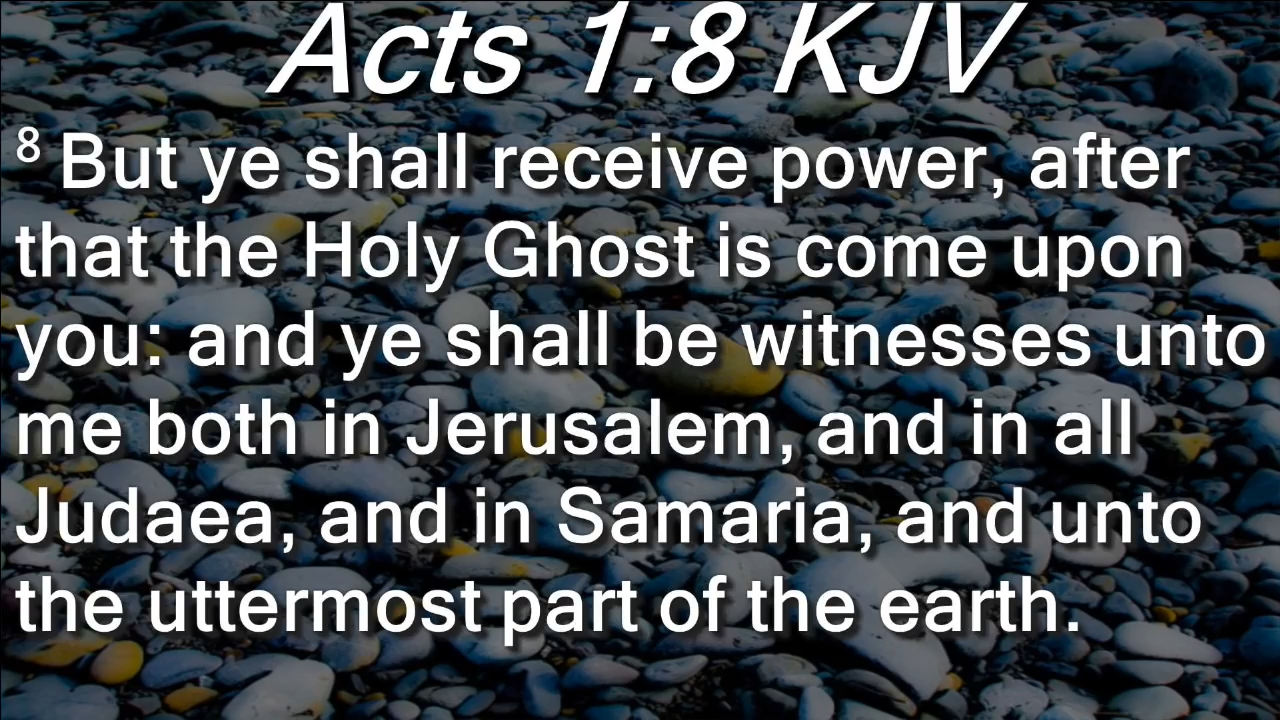 Acts 1:8 KJV
8 But ye shall receive power, after
that the Holy Ghost is come upon
you: and ye shall be witnesses unto
me both in Jerusalem, and in all
Judaea, and in Samaria, and unto
the uttermost part of the earth.